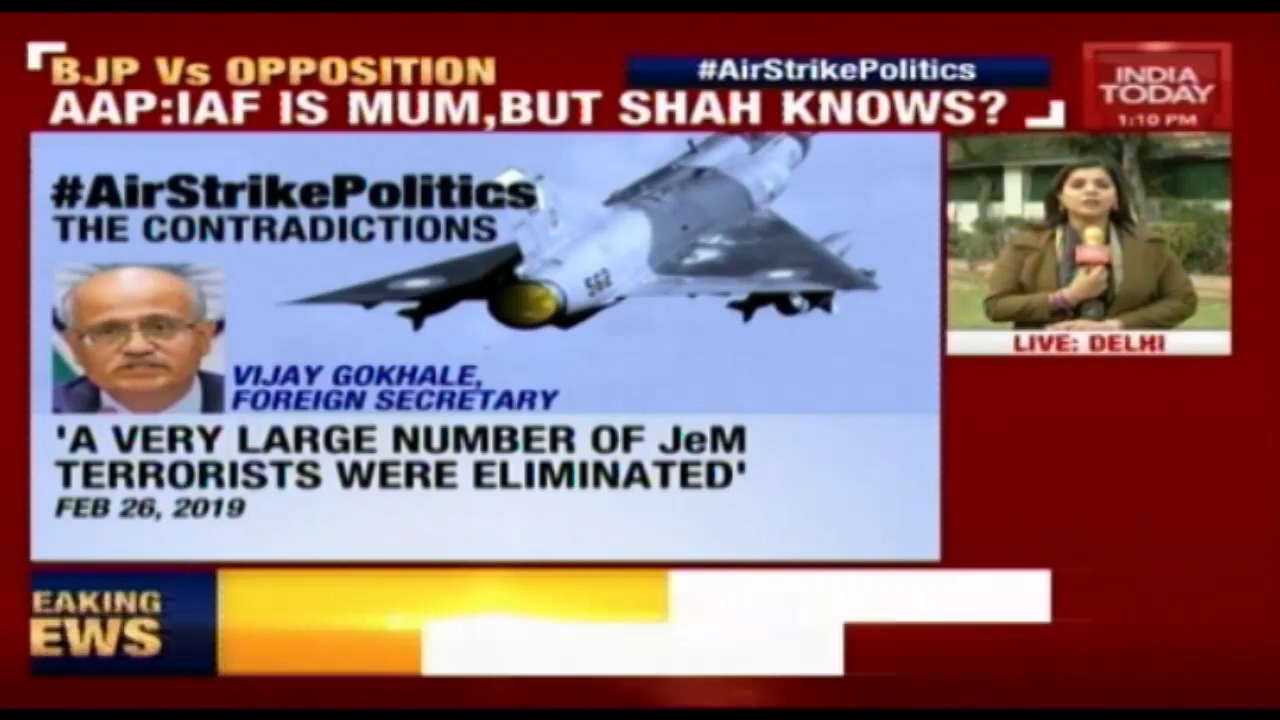 BJP Vs OPPOSITION
#AirStrikePolitics
AAP:IAF IS MUM,BUT SHAH KNOWS?
INDIA
TODAY
1:10 PM
#AirStrikePolitics
THE CONTRADICTIONS
562
VIJAY GOKHALE,
FOREIGN SECRETARY
'A VERY LARGE NUMBER OF JeM
TERRORISTS WERE ELIMINATED'
FEB 26, 2019
LIVE: DELHI
EAKING
EWS